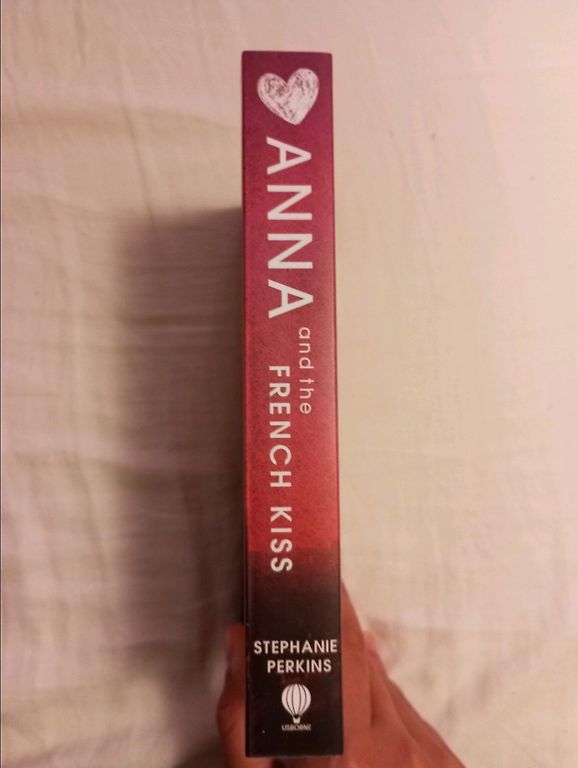 ANNA
and the
FRENCH KISS
STEPHANIE
PERKINS
USBORNE